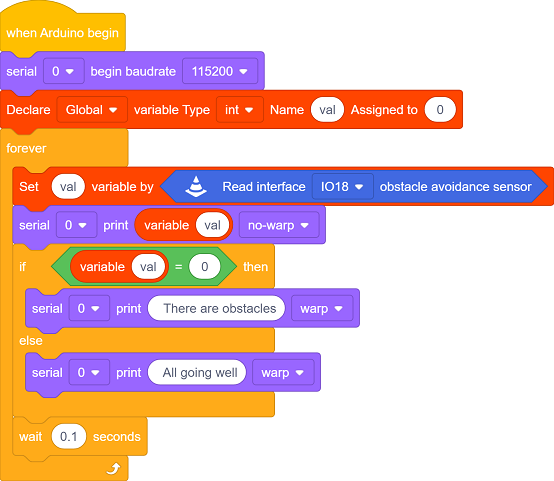 when Arduino begin
serial 0 begin baudrate 115200
Declare Global variable Type int Name val Assigned to 0
forever
Set val variable by Read interface IO18 obstacle avoidance sensor
serial 0 print variable val no-warp
if variable val = 0 then
serial 0 print There are obstacles warp
else
serial 0 print All going well warp
wait 0.1 seconds